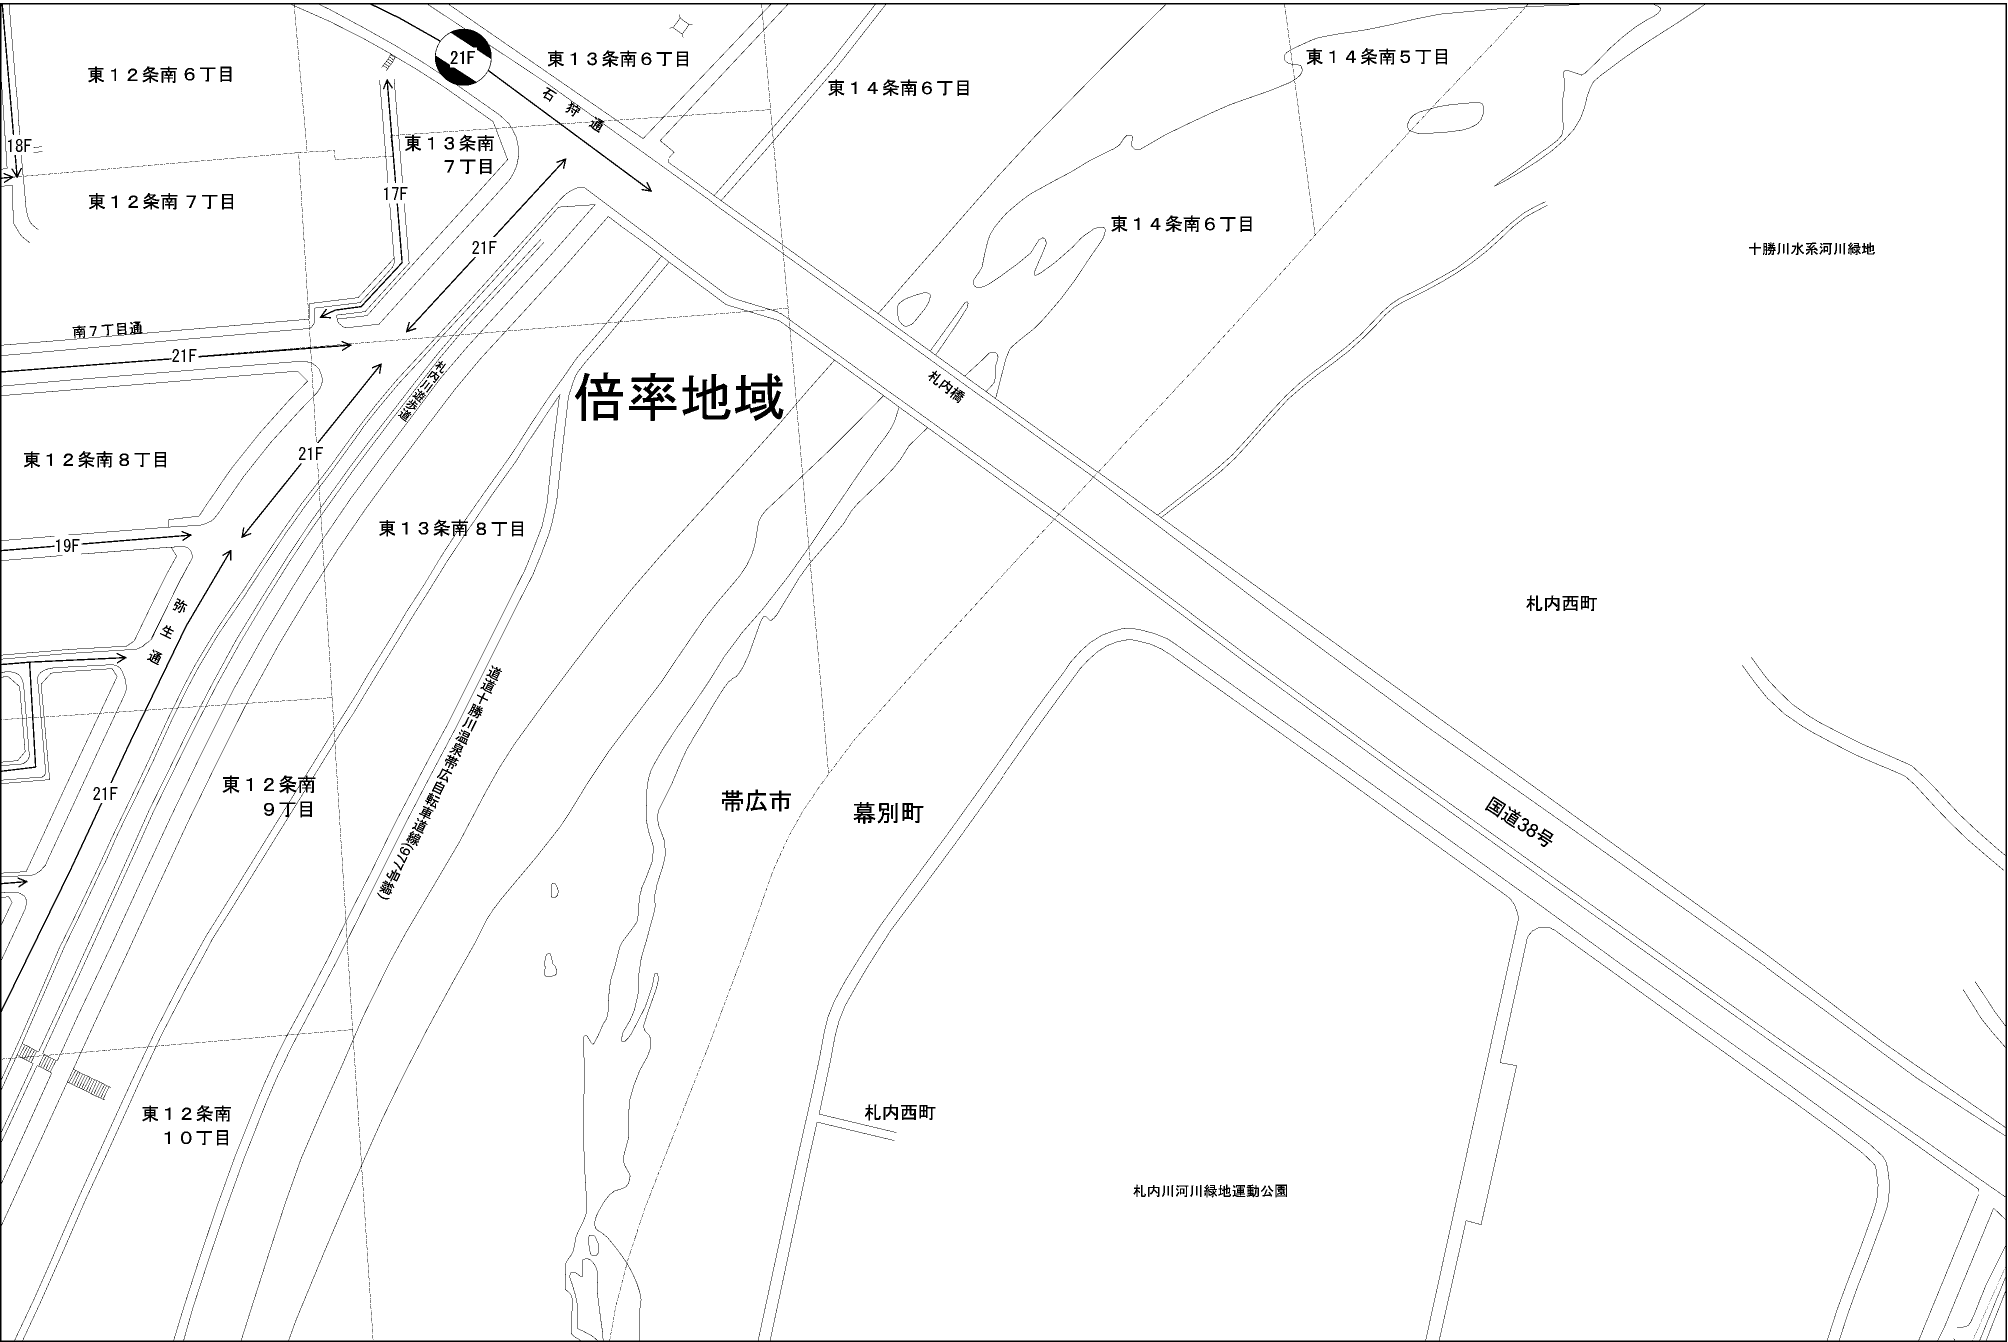 21F
東１３条南６丁目
東１４条南５丁目
東１２条南６丁目
東１４条南６丁目
石狩通
18F
東１３条南
７丁目
17F
東１２条南７丁目
東１４条南６丁目
21F
十勝川水系河川緑地
南７丁目通
21F
札内川遊歩道
倍率地域
札内橋
東１２条南８丁目
21F
東１３条南８丁目
19F
弥生通
札内西町
道道十勝川温泉帯広自転車道線(977号線)
東１２条南
９丁目
21F
帯広市
幕別町
国道38号
東１２条南
１０丁目
札内西町
札内川河川緑地運動公園